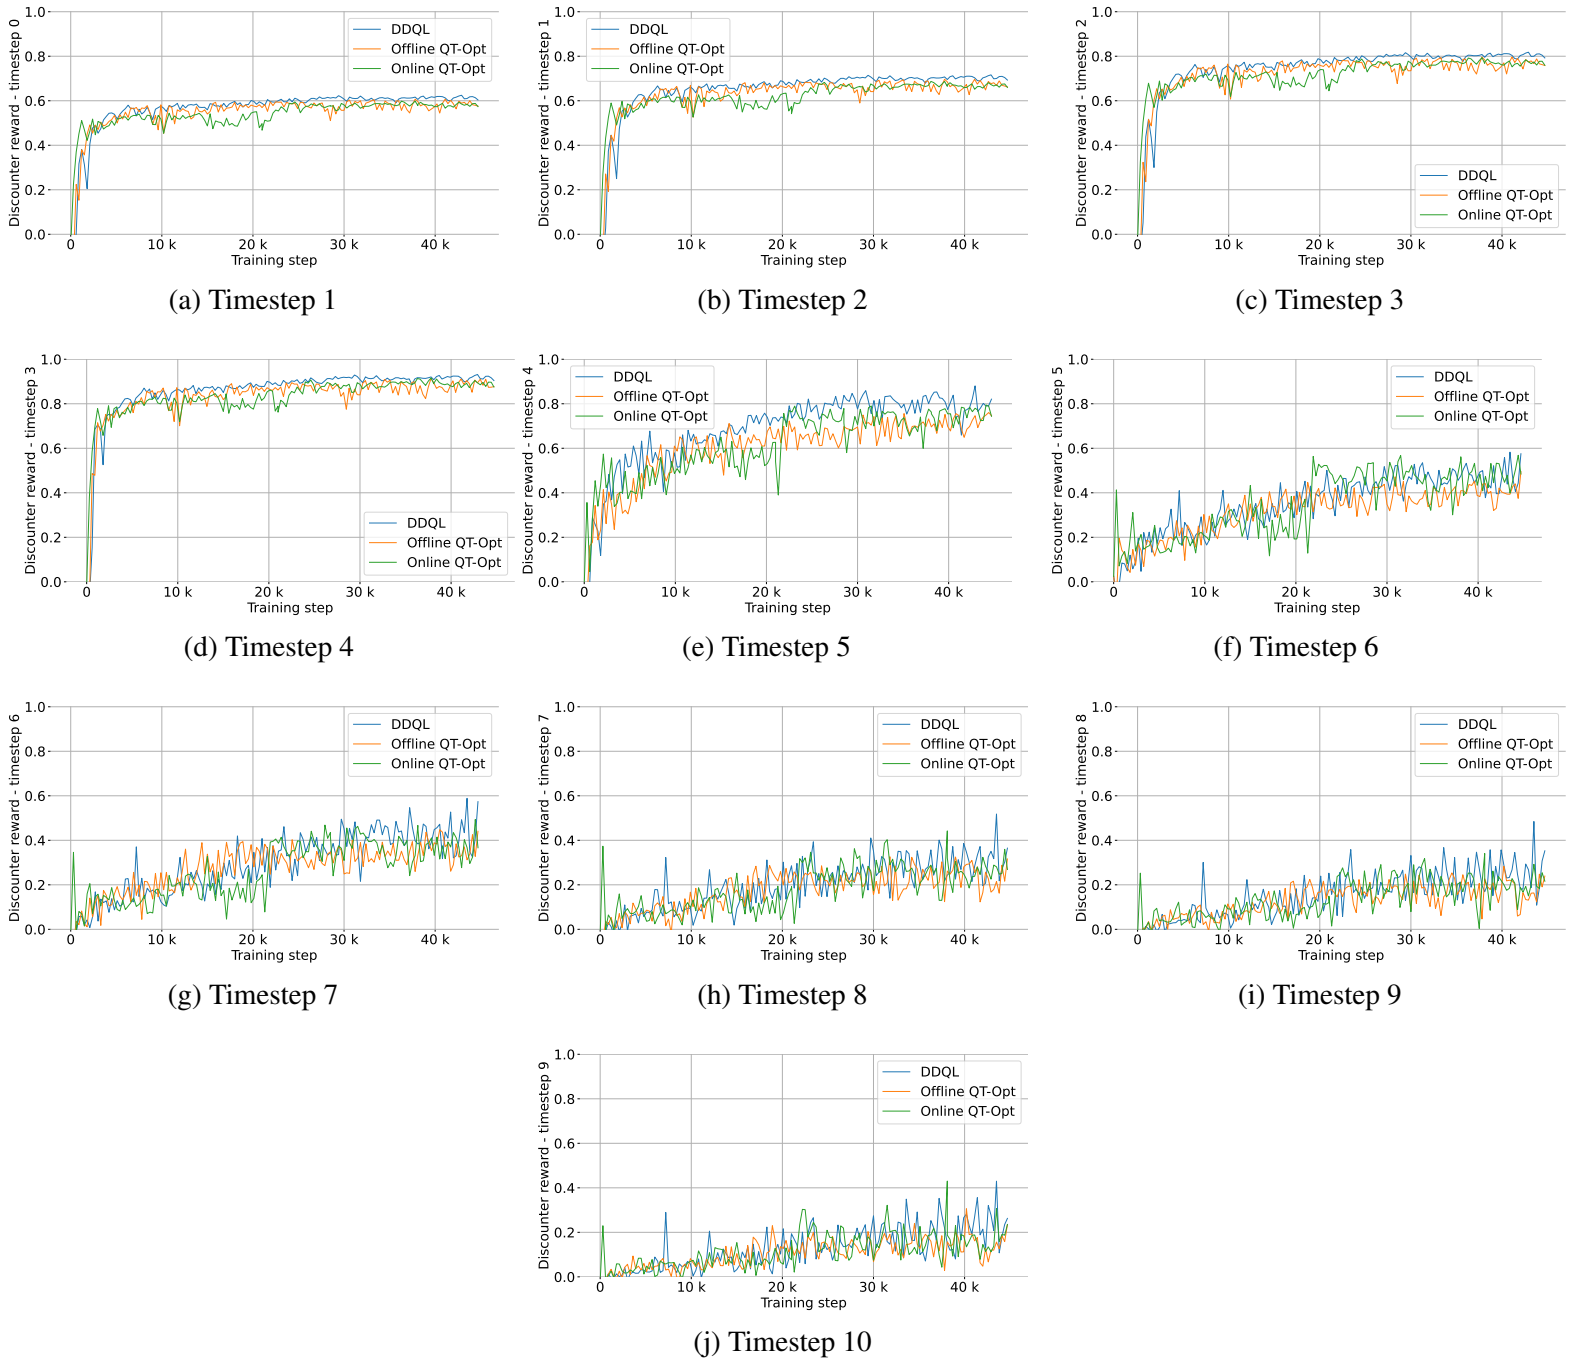 Discounter reward - timestep 0
1.0
0.8
0.6
0.4
0.2
0.0
DDQL
Offline QT-Opt
Online QT-Opt
0 10 k 20 k 30 k 40 k
Training step
(a) Timestep 1
Discounter reward - timestep 1
1.0
0.8
0.6
0.4
0.2
0.0
DDQL
Offline QT-Opt
Online QT-Opt
0 10 k 20 k 30 k 40 k
Training step
(b) Timestep 2
Discounter reward - timestep 2
1.0
0.8
0.6
0.4
0.2
0.0
DDQL
Offline QT-Opt
Online QT-Opt
0 10 k 20 k 30 k 40 k
Training step
(c) Timestep 3
Discounter reward - timestep 3
1.0
0.8
0.6
0.4
0.2
0.0
DDQL
Offline QT-Opt
Online QT-Opt
0 10 k 20 k 30 k 40 k
Training step
(d) Timestep 4
Discounter reward - timestep 4
1.0
0.8
0.6
0.4
0.2
0.0
DDQL
Offline QT-Opt
Online QT-Opt
0 10 k 20 k 30 k 40 k
Training step
(e) Timestep 5
Discounter reward - timestep 5
1.0
0.8
0.6
0.4
0.2
0.0
DDQL
Offline QT-Opt
Online QT-Opt
0 10 k 20 k 30 k 40 k
Training step
(f) Timestep 6
Discounter reward - timestep 6
1.0
0.8
0.6
0.4
0.2
0.0
DDQL
Offline QT-Opt
Online QT-Opt
0 10 k 20 k 30 k 40 k
Training step
(g) Timestep 7
Discounter reward - timestep 7
1.0
0.8
0.6
0.4
0.2
0.0
DDQL
Offline QT-Opt
Online QT-Opt
0 10 k 20 k 30 k 40 k
Training step
(h) Timestep 8
Discounter reward - timestep 8
1.0
0.8
0.6
0.4
0.2
0.0
DDQL
Offline QT-Opt
Online QT-Opt
0 10 k 20 k 30 k 40 k
Training step
(i) Timestep 9
Discounter reward - timestep 9
1.0
0.8
0.6
0.4
0.2
0.0
DDQL
Offline QT-Opt
Online QT-Opt
0 10 k 20 k 30 k 40 k
Training step
(j) Timestep 10